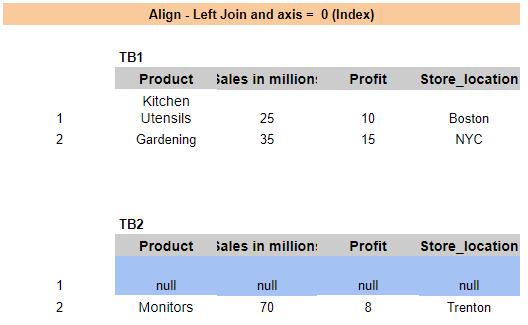 Align - Left Join and axis = 0 (Index)
TB1
Product Sales in millions Profit Store_location
Kitchen
1 Utensils 25 10 Boston
2 Gardening 35 15 NYC
TB2
Product Sales in millions Profit Store_location
1 null null null null
2 Monitors 70 8 Trenton